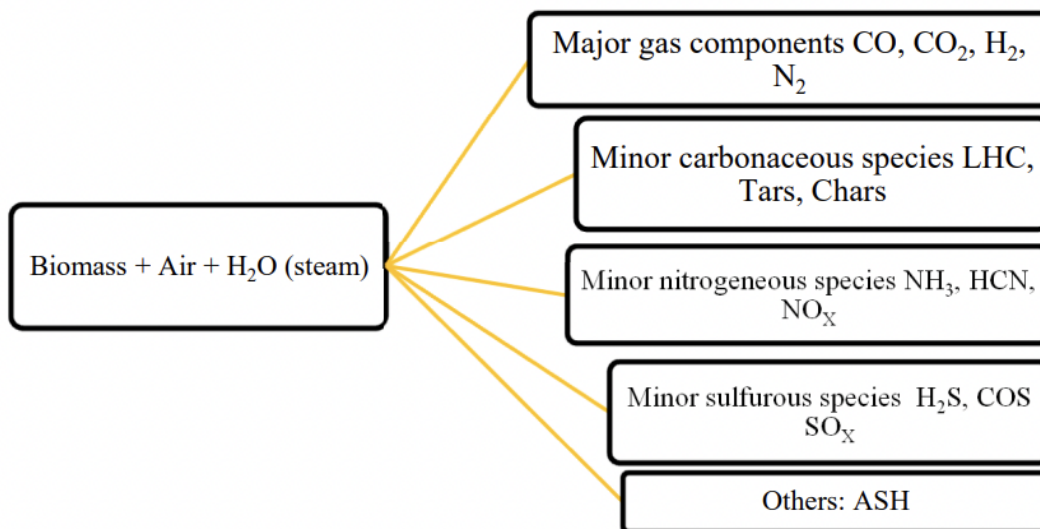 Major gas components CO, CO₂, H₂,
N₂
Minor carbonaceous species LHC,
Tars, Chars
Biomass + Air + H₂O (steam)
Minor nitrogeneous species NH₃, HCN,
NOₓ
Minor sulfurous species H₂S, COS
SOₓ
Others: ASH